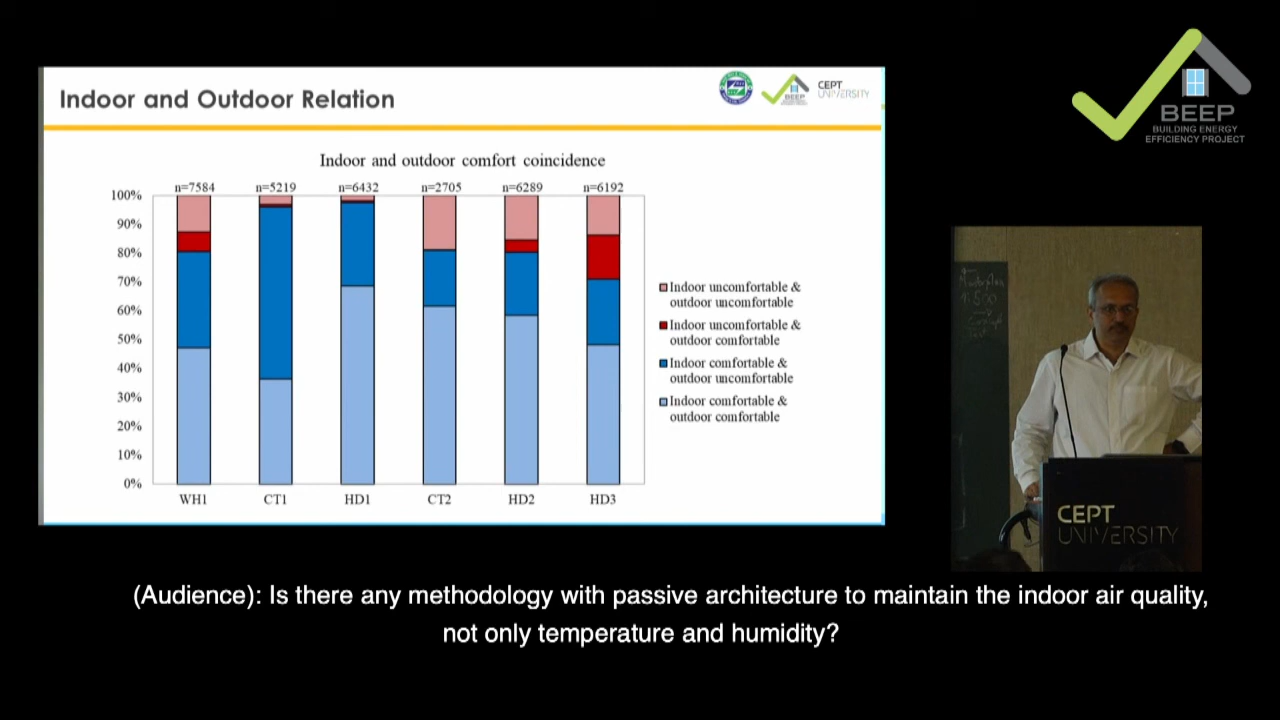 Indoor and Outdoor Relation
BEEP
CEPT
UNIVERSITY
BEEP
BUILDING ENERGY
EFFICIENCY PROJECT
Indoor and outdoor comfort coincidence
n=7584 n=5219 n=6432 n=2705 n=6289 n=6192
100%
90%
80%
70%
60%
50%
40%
30%
20%
10%
0%
WH1 CT1 HD1 CT2 HD2 HD3
Indoor uncomfortable &
outdoor uncomfortable
Indoor uncomfortable &
outdoor comfortable
Indoor comfortable &
outdoor uncomfortable
Indoor comfortable &
outdoor comfortable
1:500
CEPT
UNIVERSITY
(Audience): Is there any methodology with passive architecture to maintain the indoor air quality,
not only temperature and humidity?